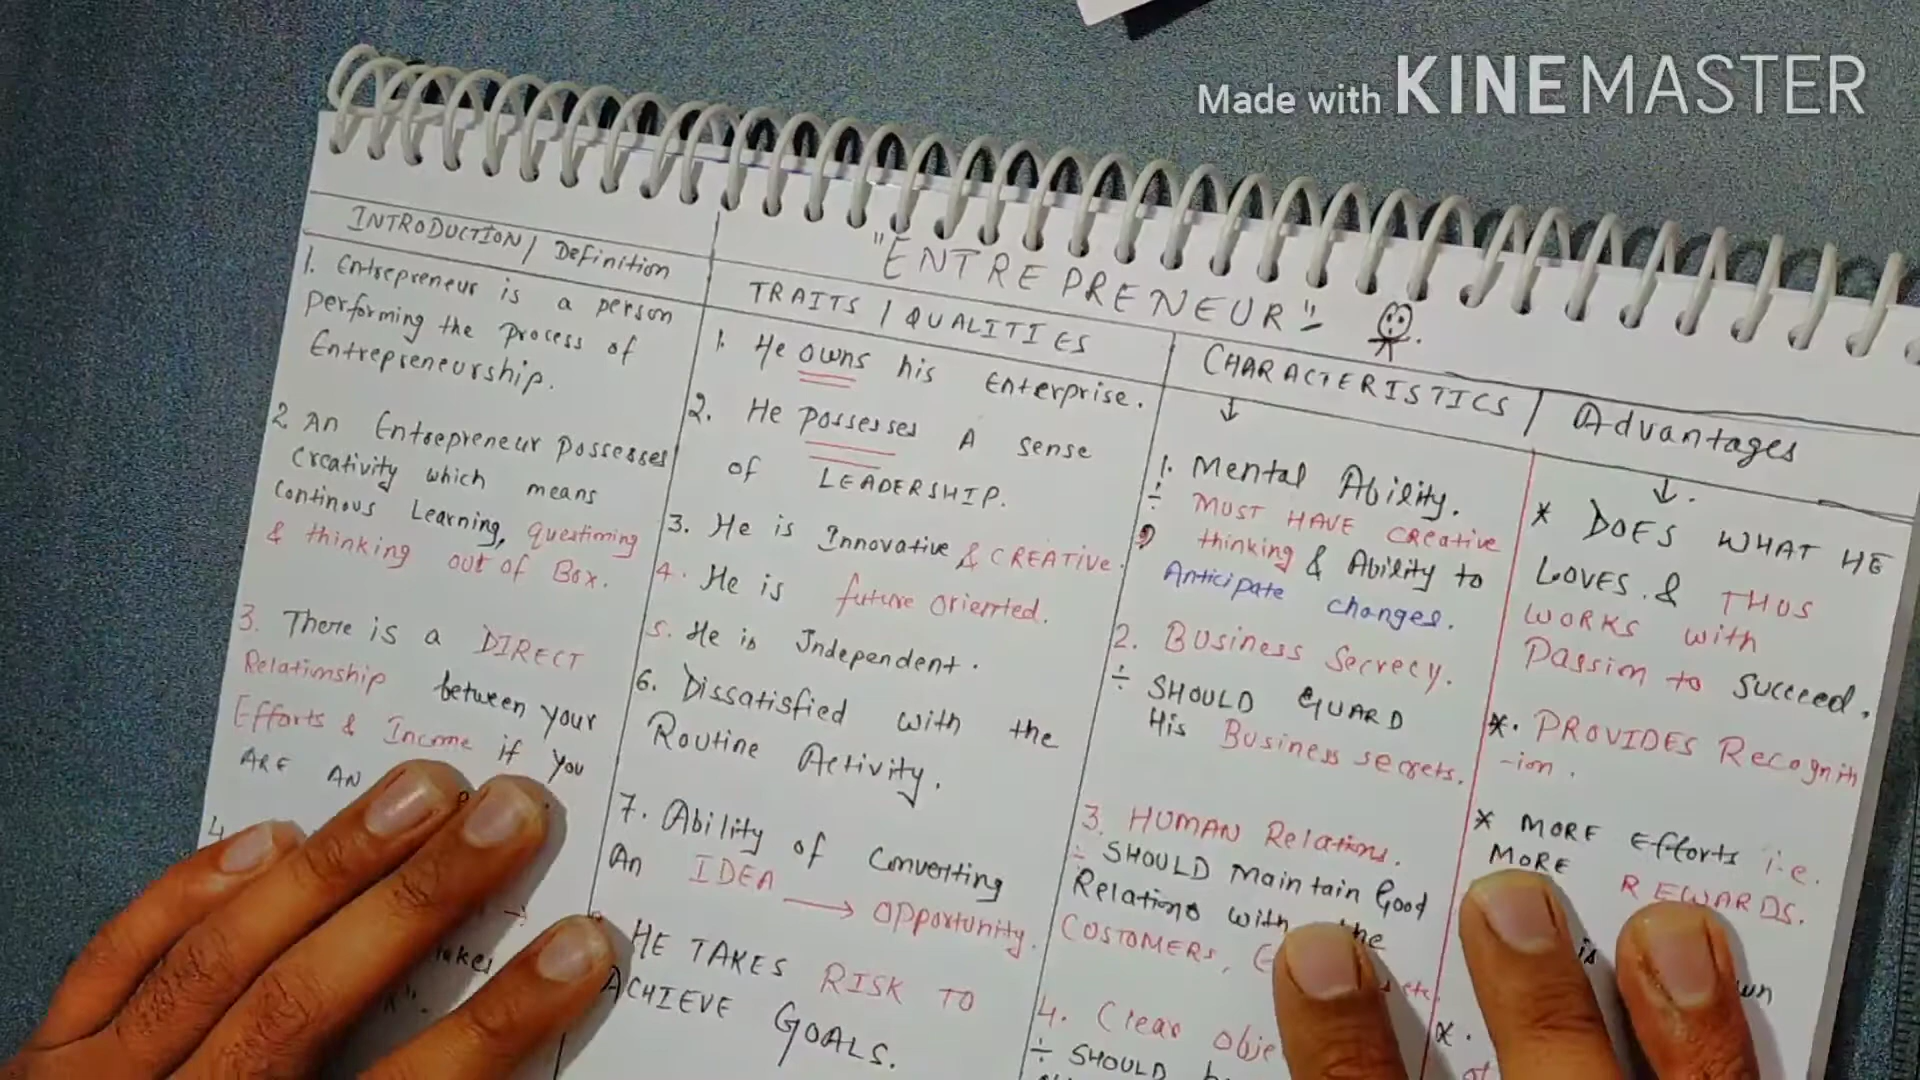 Made with KINEMASTER
"ENTREPRENEUR"
INTRODUCTION / Definition
1. Entrepreneur is a person
performing the process of
Entrepreneurship.
2 An Entrepreneur possesses
Creativity which means
Continous Learning, questioning
& thinking out of Box.
3. There is a DIRECT
Relationship between your
Efforts & Income if you
ARE AN
4.
takes
TRAITS / QUALITIES
1. He owns his Enterprise.
2. He possesses A sense
of LEADERSHIP.
3. He is Innovative & CREATIVE.
4. He is future oriented.
5. He is Independent.
6. Dissatisfied with the
Routine Activity.
7. Ability of Converting
An IDEA → opportunity.
HE TAKES RISK TO
ACHIEVE GOALS.
CHARACTERISTICS
↓
1. Mental Ability.
÷ MUST HAVE Creative
thinking & Ability to
Anticipate changes.
2. Business Secrecy.
÷ SHOULD GUARD
His Business secrets.
3. HUMAN Relations.
÷ SHOULD Maintain Good
Relations with the
CUSTOMERS, etc.
4. Clear
÷ SHOULD
/ Advantages
↓.
* DOES WHAT HE
LOVES. & THUS
WORKS with
Passion to succeed.
*. PROVIDES Recognit
-ion.
* MORE Efforts i.e.
MORE REWARDS.
is